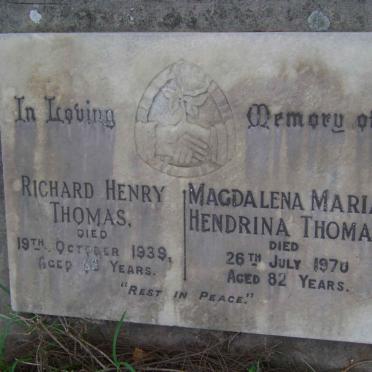 In Loving Memory of
RICHARD HENRY
THOMAS,
DIED
19TH OCTOBER 1939,
AGED YEARS.
MAGDALENA MARIA
HENDRINA THOMA
DIED
26TH JULY 1970
AGED 82 YEARS.
"REST IN PEACE."